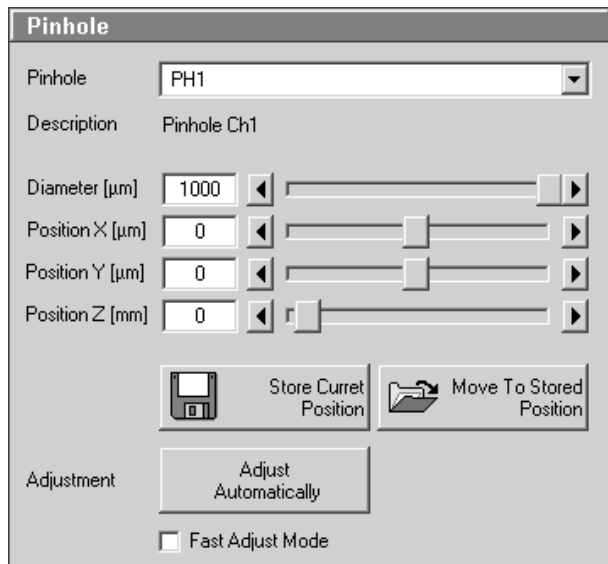 Pinhole
Pinhole PH1
Description Pinhole Ch1
Diameter [µm] 1000
Position X [µm] 0
Position Y [µm] 0
Position Z [mm] 0
Store Curret Move To Stored
Position Position
Adjustment Adjust
Automatically
Fast Adjust Mode